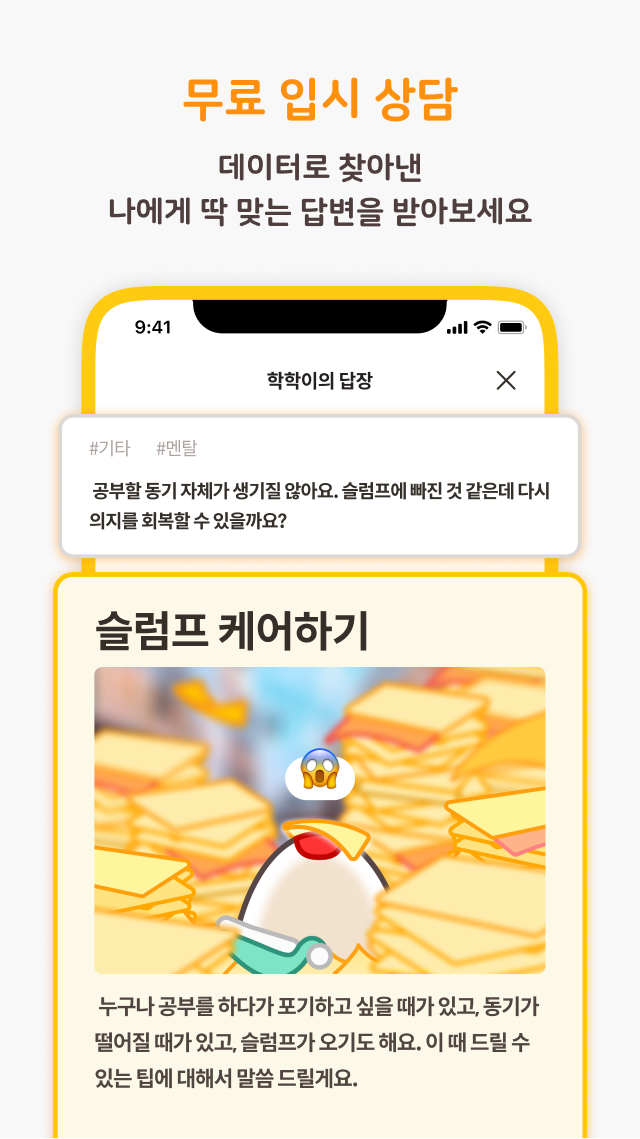 무료 입시 상담
데이터로 찾아낸
나에게 딱 맞는 답변을 받아보세요
9:41
학학이의 답장
#기타 #멘탈
공부할 동기 자체가 생기질 않아요. 슬럼프에 빠진 것 같은데 다시
의지를 회복할 수 있을까요?
슬럼프 케어하기
누구나 공부를 하다가 포기하고 싶을 때가 있고, 동기가
떨어질 때가 있고, 슬럼프가 오기도 해요. 이 때 드릴 수
있는 팁에 대해서 말씀 드릴게요.